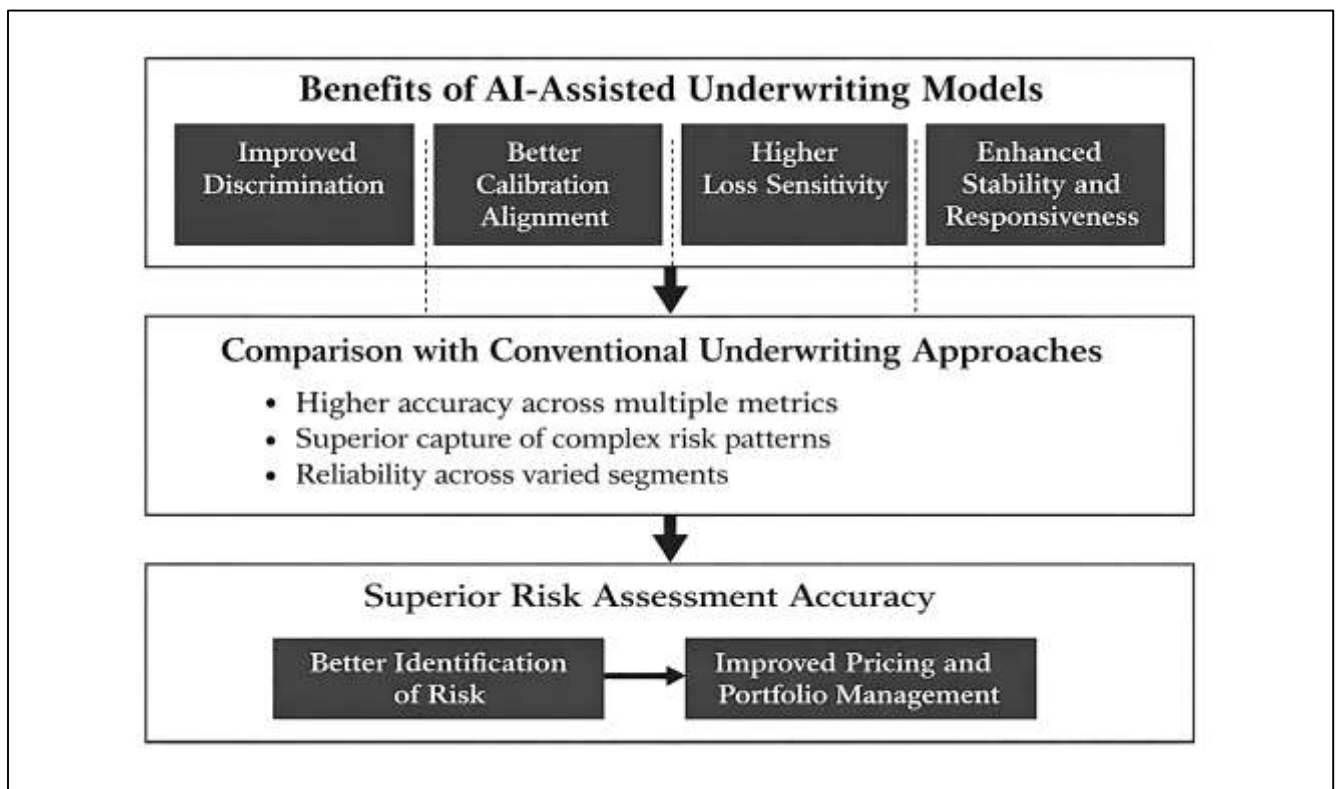 Benefits of AI-Assisted Underwriting Models
Improved
Discrimination
Better
Calibration
Alignment
Higher
Loss Sensitivity
Enhanced
Stability and
Responsiveness
Comparison with Conventional Underwriting Approaches
• Higher accuracy across multiple metrics
• Superior capture of complex risk patterns
• Reliability across varied segments
Superior Risk Assessment Accuracy
Better Identification
of Risk
Improved Pricing and
Portfolio Management